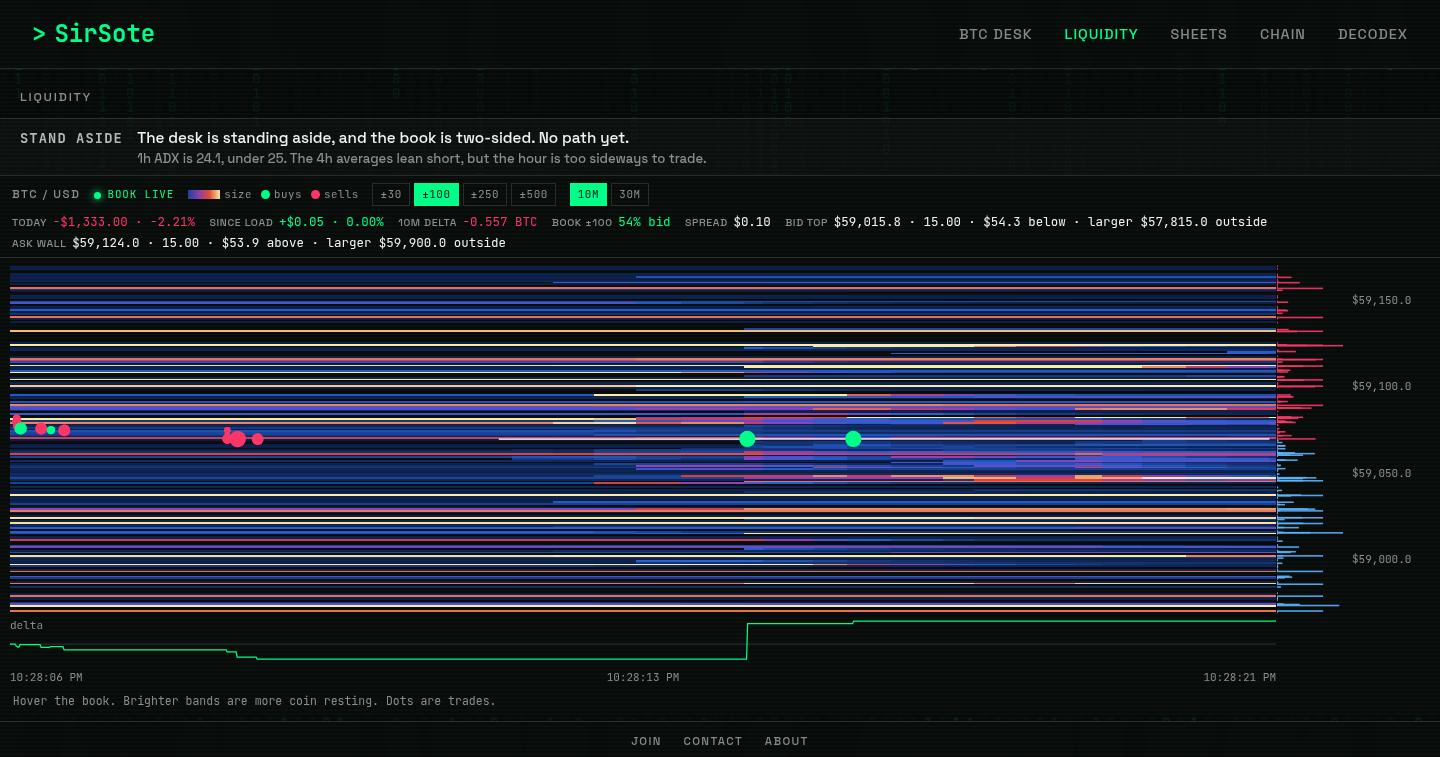 > SirSote
BTC DESK LIQUIDITY SHEETS CHAIN DECODEX
LIQUIDITY
STAND ASIDE The desk is standing aside, and the book is two-sided. No path yet.
1h ADX is 24.1, under 25. The 4h averages lean short, but the hour is too sideways to trade.
BTC / USD BOOK LIVE size buys sells ±30 ±100 ±250 ±500 10M 30M
TODAY -$1,333.00 · -2.21% SINCE LOAD +$0.05 · 0.00% 10M DELTA -0.557 BTC BOOK ±100 54% bid SPREAD $0.10 BID TOP $59,015.8 · 15.00 · $54.3 below · larger $57,815.0 outside
ASK WALL $59,124.0 · 15.00 · $53.9 above · larger $59,900.0 outside
$59,150.0
$59,100.0
$59,050.0
$59,000.0
delta
10:28:06 PM 10:28:13 PM 10:28:21 PM
Hover the book. Brighter bands are more coin resting. Dots are trades.
JOIN CONTACT ABOUT